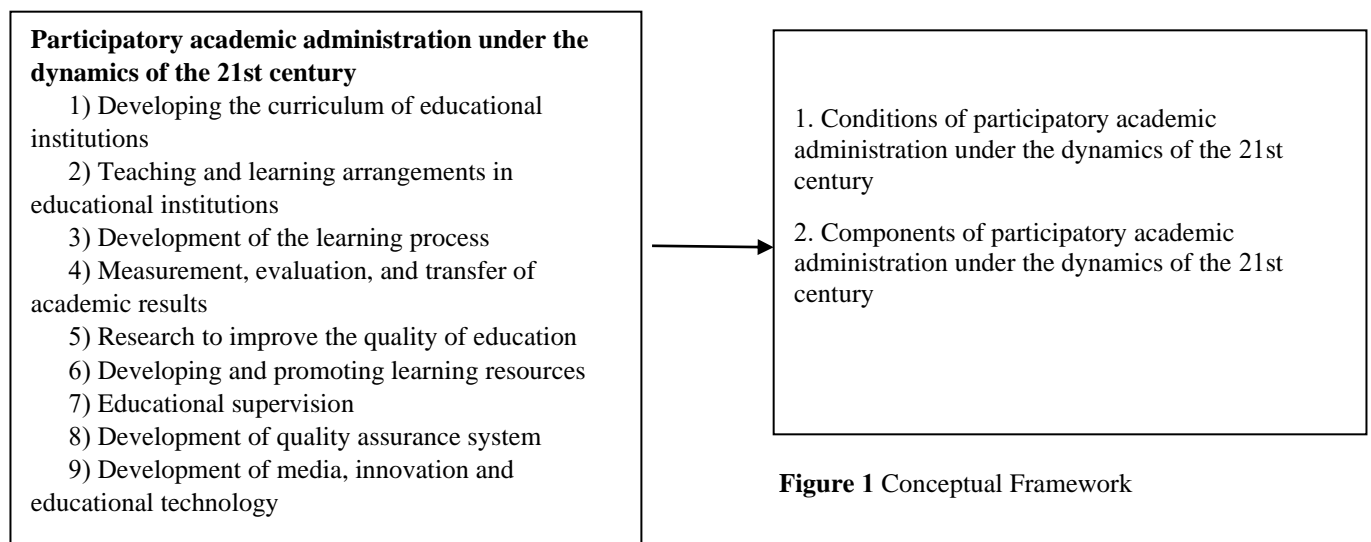 Participatory academic administration under the
dynamics of the 21st century
1) Developing the curriculum of educational
institutions
2) Teaching and learning arrangements in
educational institutions
3) Development of the learning process
4) Measurement, evaluation, and transfer of
academic results
5) Research to improve the quality of education
6) Developing and promoting learning resources
7) Educational supervision
8) Development of quality assurance system
9) Development of media, innovation and
educational technology
1. Conditions of participatory academic
administration under the dynamics of the 21st
century
2. Components of participatory academic
administration under the dynamics of the 21st
century
Figure 1 Conceptual Framework